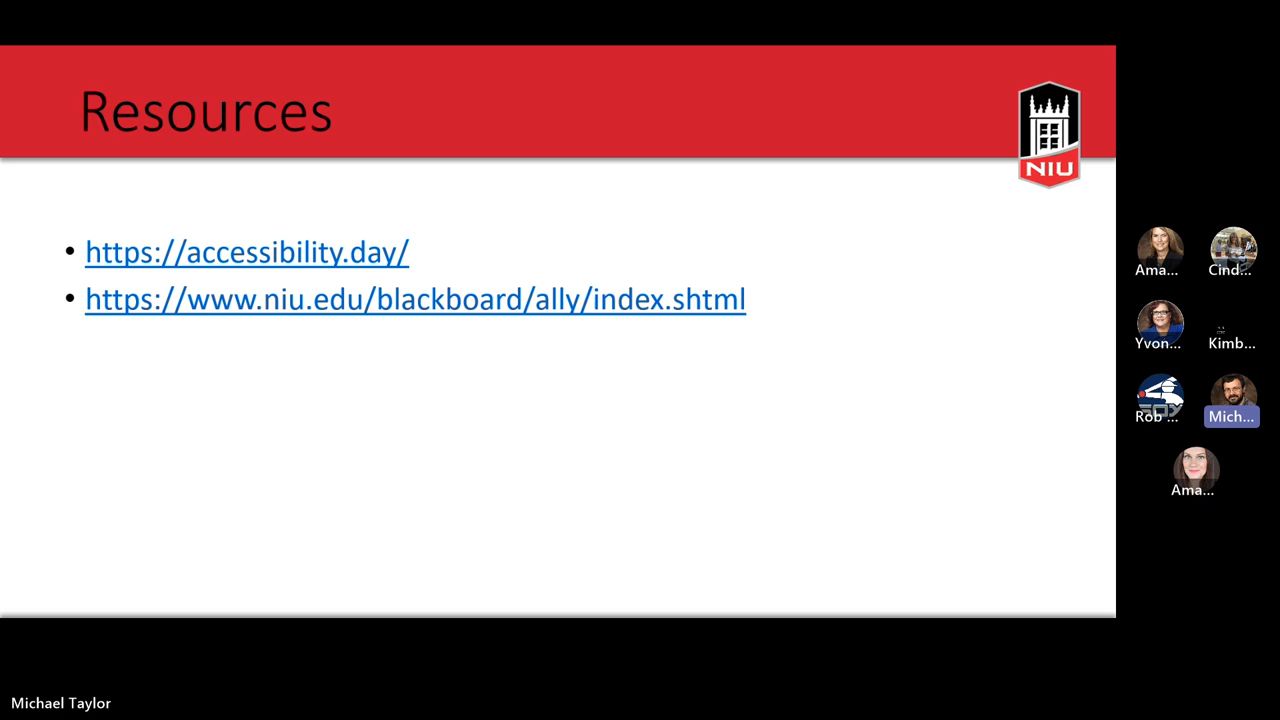 Resources
NIU
• https://accessibility.day/
• https://www.niu.edu/blackboard/ally/index.shtml
Ama...
Cind...
Yvon...
Kimb...
Rob ...
Mich...
Ama...
Michael Taylor